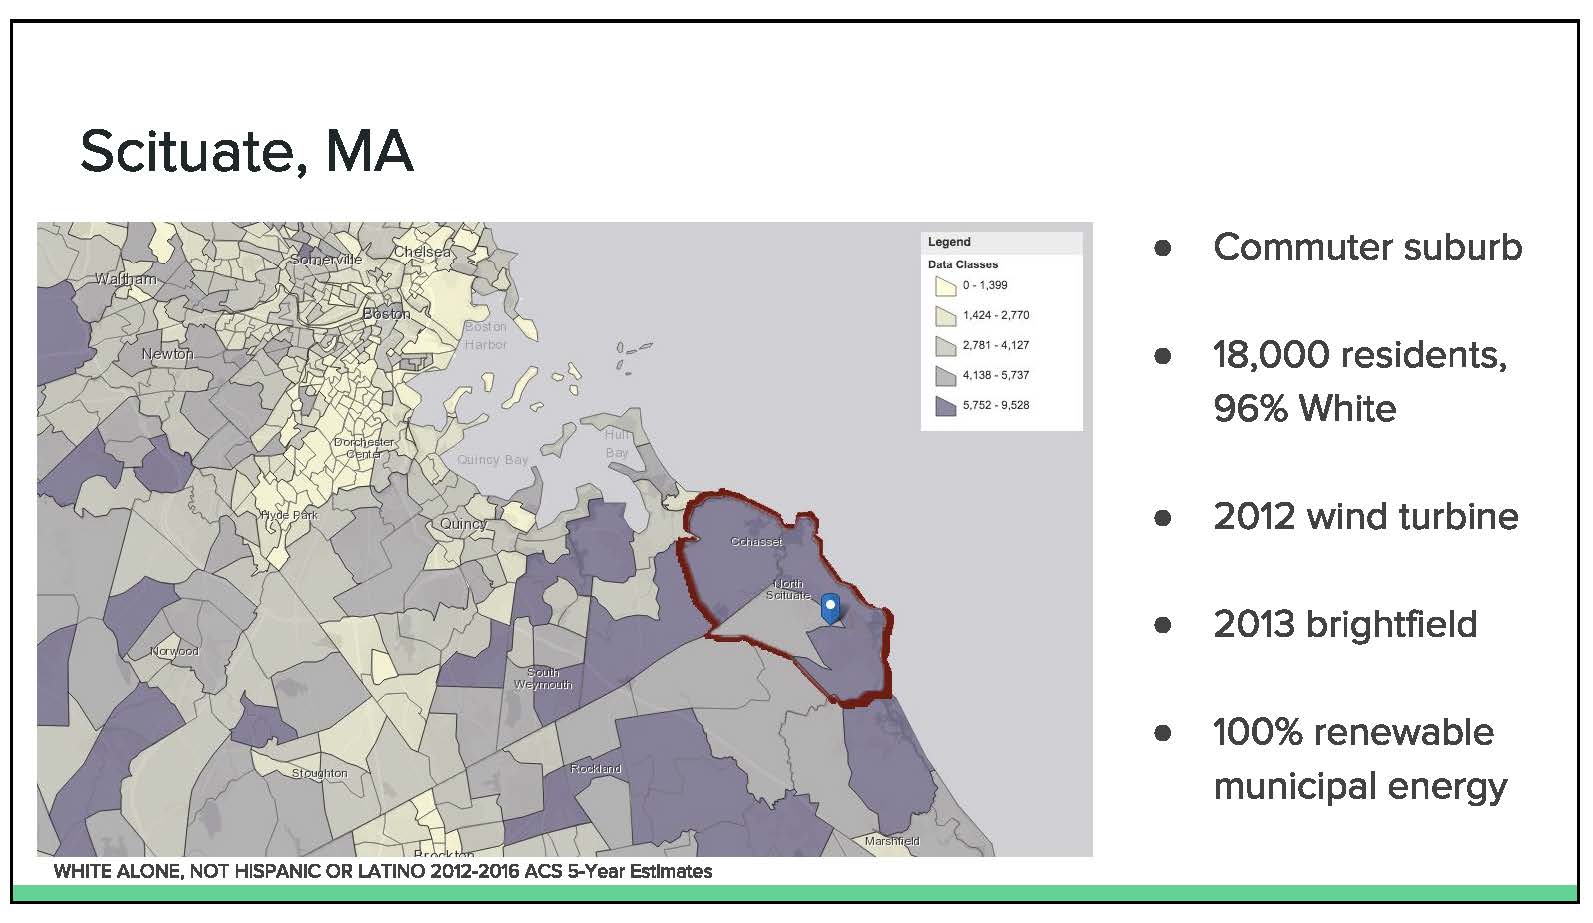 Scituate, MA
Somerville
Chelsea
Waltham
Boston
Boston
Harbor
Newton
Dorchester
Center
Hull
Bay
Quincy Bay
Hyde Park
Quincy
Cohasset
North
Scituate
Norwood
South
Weymouth
Stoughton
Rockland
Marshfield
Brockton
Legend
Data Classes
0 - 1,399
1,424 - 2,770
2,781 - 4,127
4,138 - 5,737
5,752 - 9,528
WHITE ALONE, NOT HISPANIC OR LATINO 2012-2016 ACS 5-Year Estimates
● Commuter suburb
● 18,000 residents,
96% White
● 2012 wind turbine
● 2013 brightfield
● 100% renewable
municipal energy